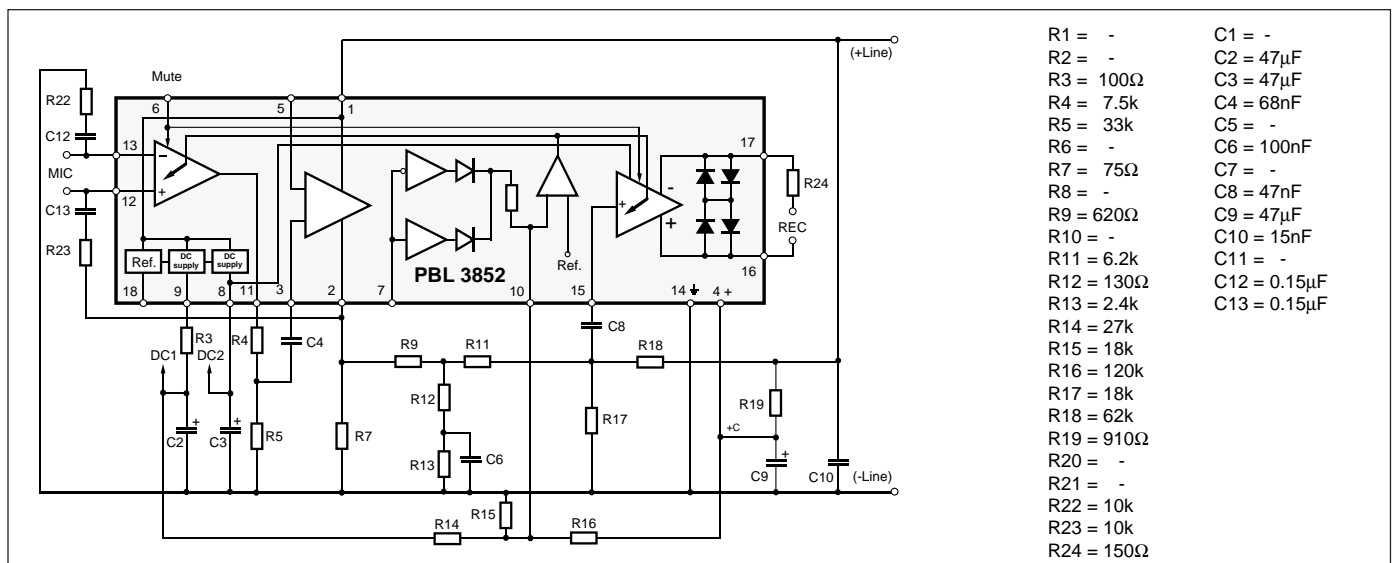 (+Line)
Mute
R22
6
5
1
C12
13
−
17
MIC
-
R24
+
+
12
C13
+
REC
R23
Ref.
DC supply
DC supply
PBL 3852
Ref.
16
18
9
8
11
3
2
7
10
15
14
4 +
R3
R4
C4
C8
DC1
DC2
R9
R11
R18
R12
R19
+
+
R17
+C
C2
C3
R5
R7
R13
C6
+
C9
C10
(-Line)
R15
R14
R16
R1 = -
R2 = -
R3 = 100Ω
R4 = 7.5k
R5 = 33k
R6 = -
R7 = 75Ω
R8 = -
R9 = 620Ω
R10 = -
R11 = 6.2k
R12 = 130Ω
R13 = 2.4k
R14 = 27k
R15 = 18k
R16 = 120k
R17 = 18k
R18 = 62k
R19 = 910Ω
R20 = -
R21 = -
R22 = 10k
R23 = 10k
R24 = 150Ω
C1 = -
C2 = 47µF
C3 = 47µF
C4 = 68nF
C5 = -
C6 = 100nF
C7 = -
C8 = 47nF
C9 = 47µF
C10 = 15nF
C11 = -
C12 = 0.15µF
C13 = 0.15µF